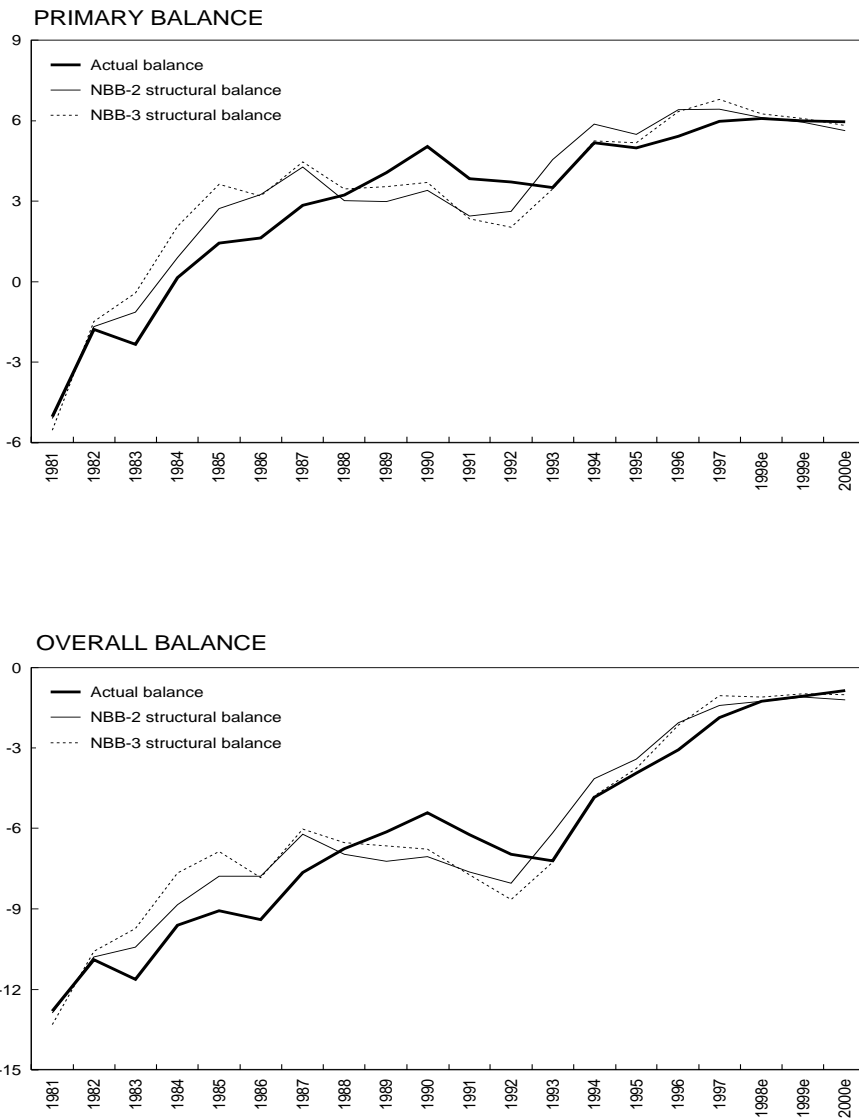 PRIMARY BALANCE
9
Actual balance
NBB-2 structural balance
NBB-3 structural balance
6
3
0
-3
-6
1981 1982 1983 1984 1985 1986 1987 1988 1989 1990 1991 1992 1993 1994 1995 1996 1997 1998e 1999e 2000e
OVERALL BALANCE
0
Actual balance
NBB-2 structural balance
NBB-3 structural balance
-3
-6
-9
-12
-15
1981 1982 1983 1984 1985 1986 1987 1988 1989 1990 1991 1992 1993 1994 1995 1996 1997 1998e 1999e 2000e